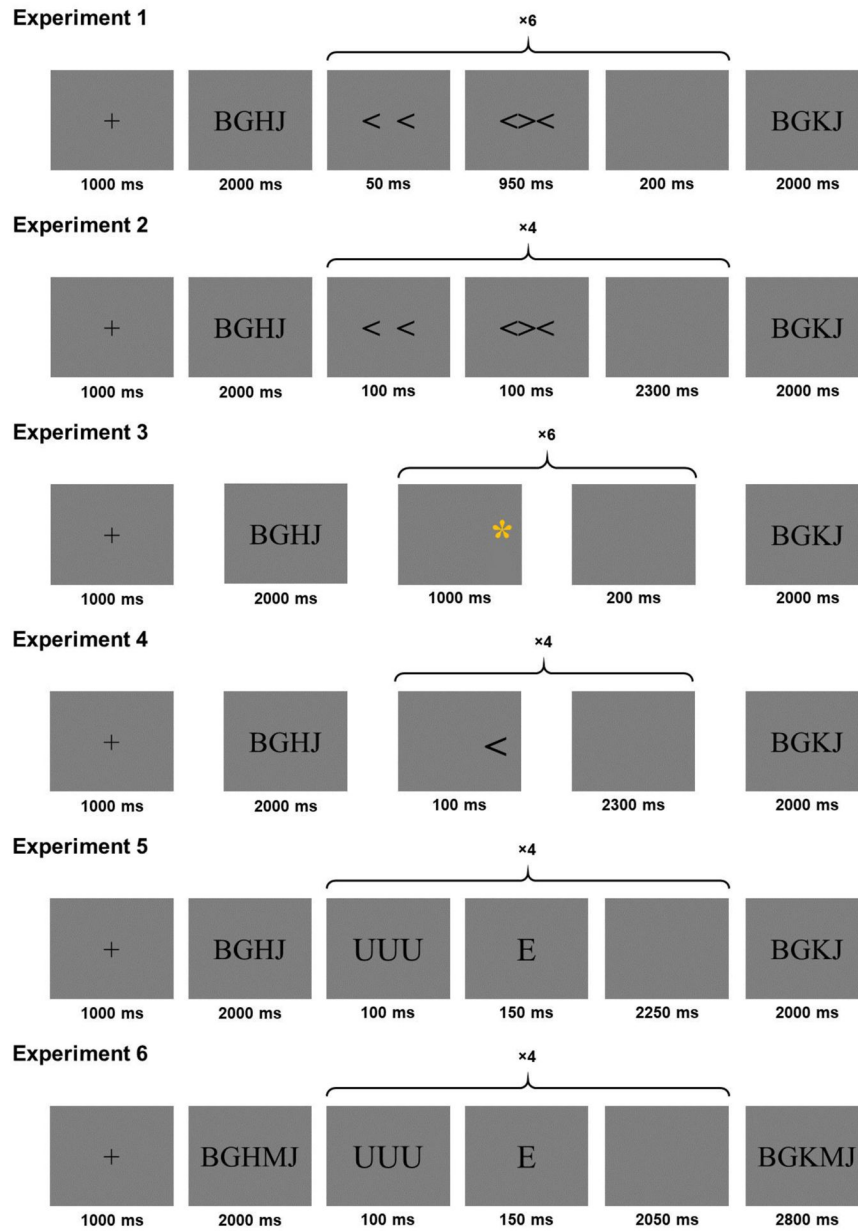 Experiment 1
×6
+ BGHJ < < <>< BGKJ
1000 ms 2000 ms 50 ms 950 ms 200 ms 2000 ms
Experiment 2
×4
+ BGHJ < < <>< BGKJ
1000 ms 2000 ms 100 ms 100 ms 2300 ms 2000 ms
Experiment 3
×6
+ BGHJ * BGKJ
1000 ms 2000 ms 1000 ms 200 ms 2000 ms
Experiment 4
×4
+ BGHJ < BGKJ
1000 ms 2000 ms 100 ms 2300 ms 2000 ms
Experiment 5
×4
+ BGHJ UUU E BGKJ
1000 ms 2000 ms 100 ms 150 ms 2250 ms 2000 ms
Experiment 6
×4
+ BGHMJ UUU E BGKMJ
1000 ms 2000 ms 100 ms 150 ms 2050 ms 2800 ms